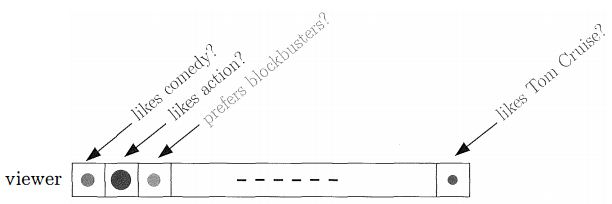 likes comedy?
likes action?
prefers blockbusters?
likes Tom Cruise?
viewer